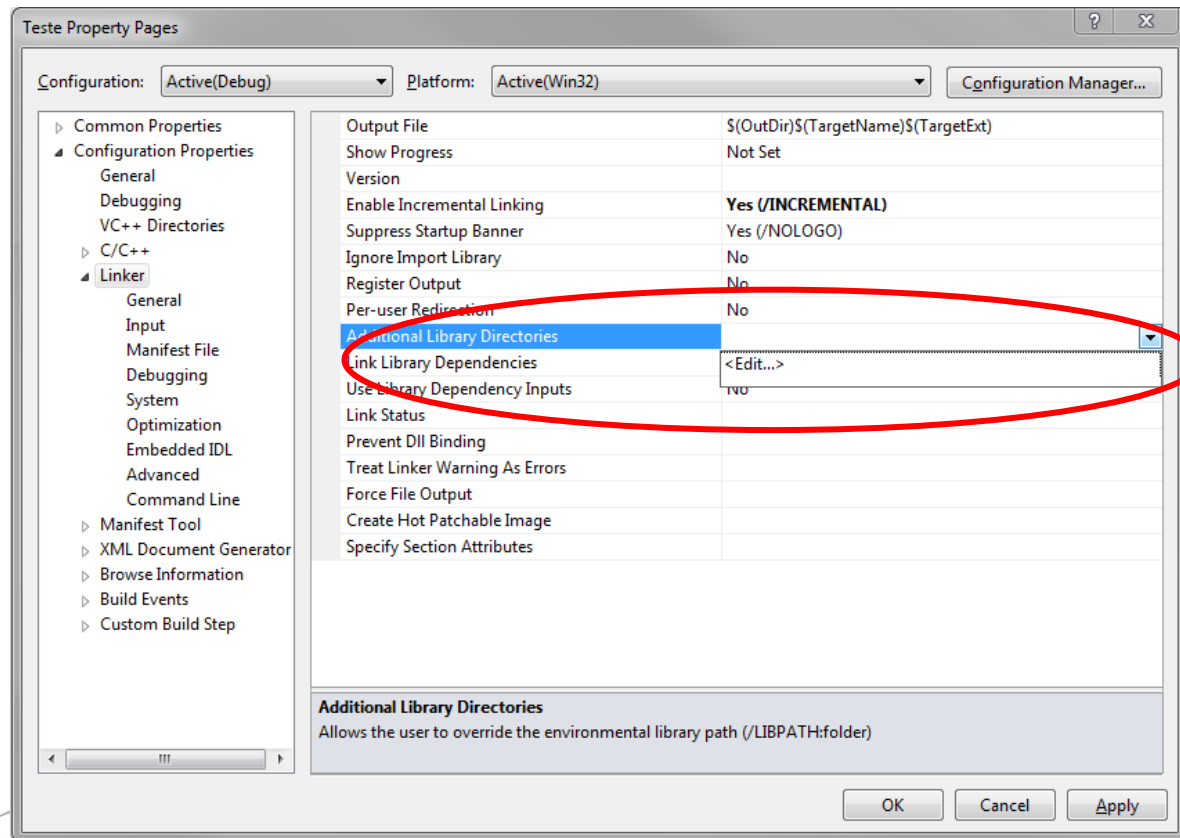 Teste Property Pages
Configuration: Active(Debug) Platform: Active(Win32) Configuration Manager...
Common Properties
Configuration Properties
General
Debugging
VC++ Directories
C/C++
Linker
General
Input
Manifest File
Debugging
System
Optimization
Embedded IDL
Advanced
Command Line
Manifest Tool
XML Document Generator
Browse Information
Build Events
Custom Build Step
Output File $(OutDir)$(TargetName)$(TargetExt)
Show Progress Not Set
Version
Enable Incremental Linking Yes (/INCREMENTAL)
Suppress Startup Banner Yes (/NOLOGO)
Ignore Import Library No
Register Output No
Per-user Redirection No
Additional Library Directories
Link Library Dependencies <Edit...>
Use Library Dependency Inputs No
Link Status
Prevent Dll Binding
Treat Linker Warning As Errors
Force File Output
Create Hot Patchable Image
Specify Section Attributes
Additional Library Directories
Allows the user to override the environmental library path (/LIBPATH:folder)
OK Cancel Apply